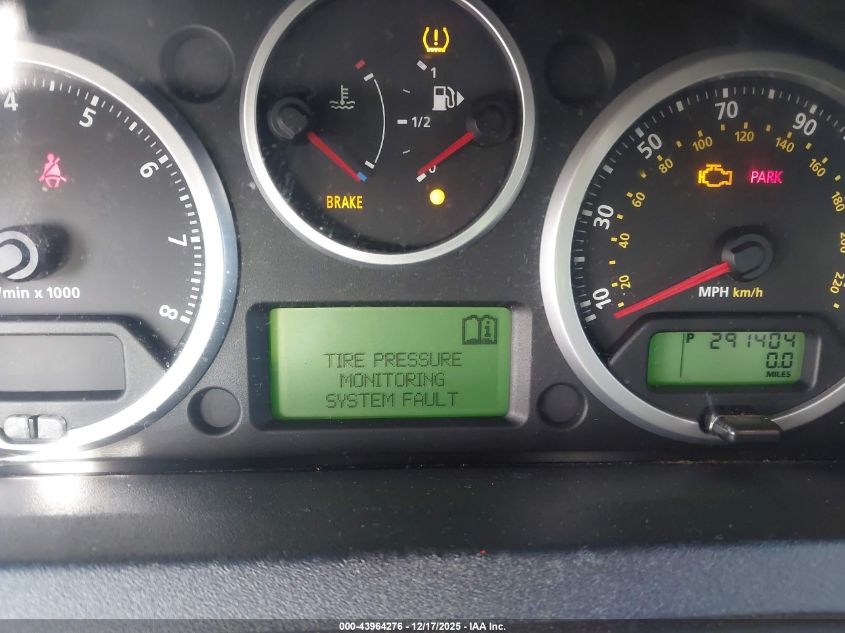 4
5
6
7
8
/min x 1000
1
1/2
0
BRAKE
TIRE PRESSURE
MONITORING
SYSTEM FAULT
10
30
50
70
90
20
40
60
80
100
120
140
160
180
200
220
PARK
MPH km/h
P 291404
0.0
MILES
000-43964276 - 12/17/2025 - IAA Inc.